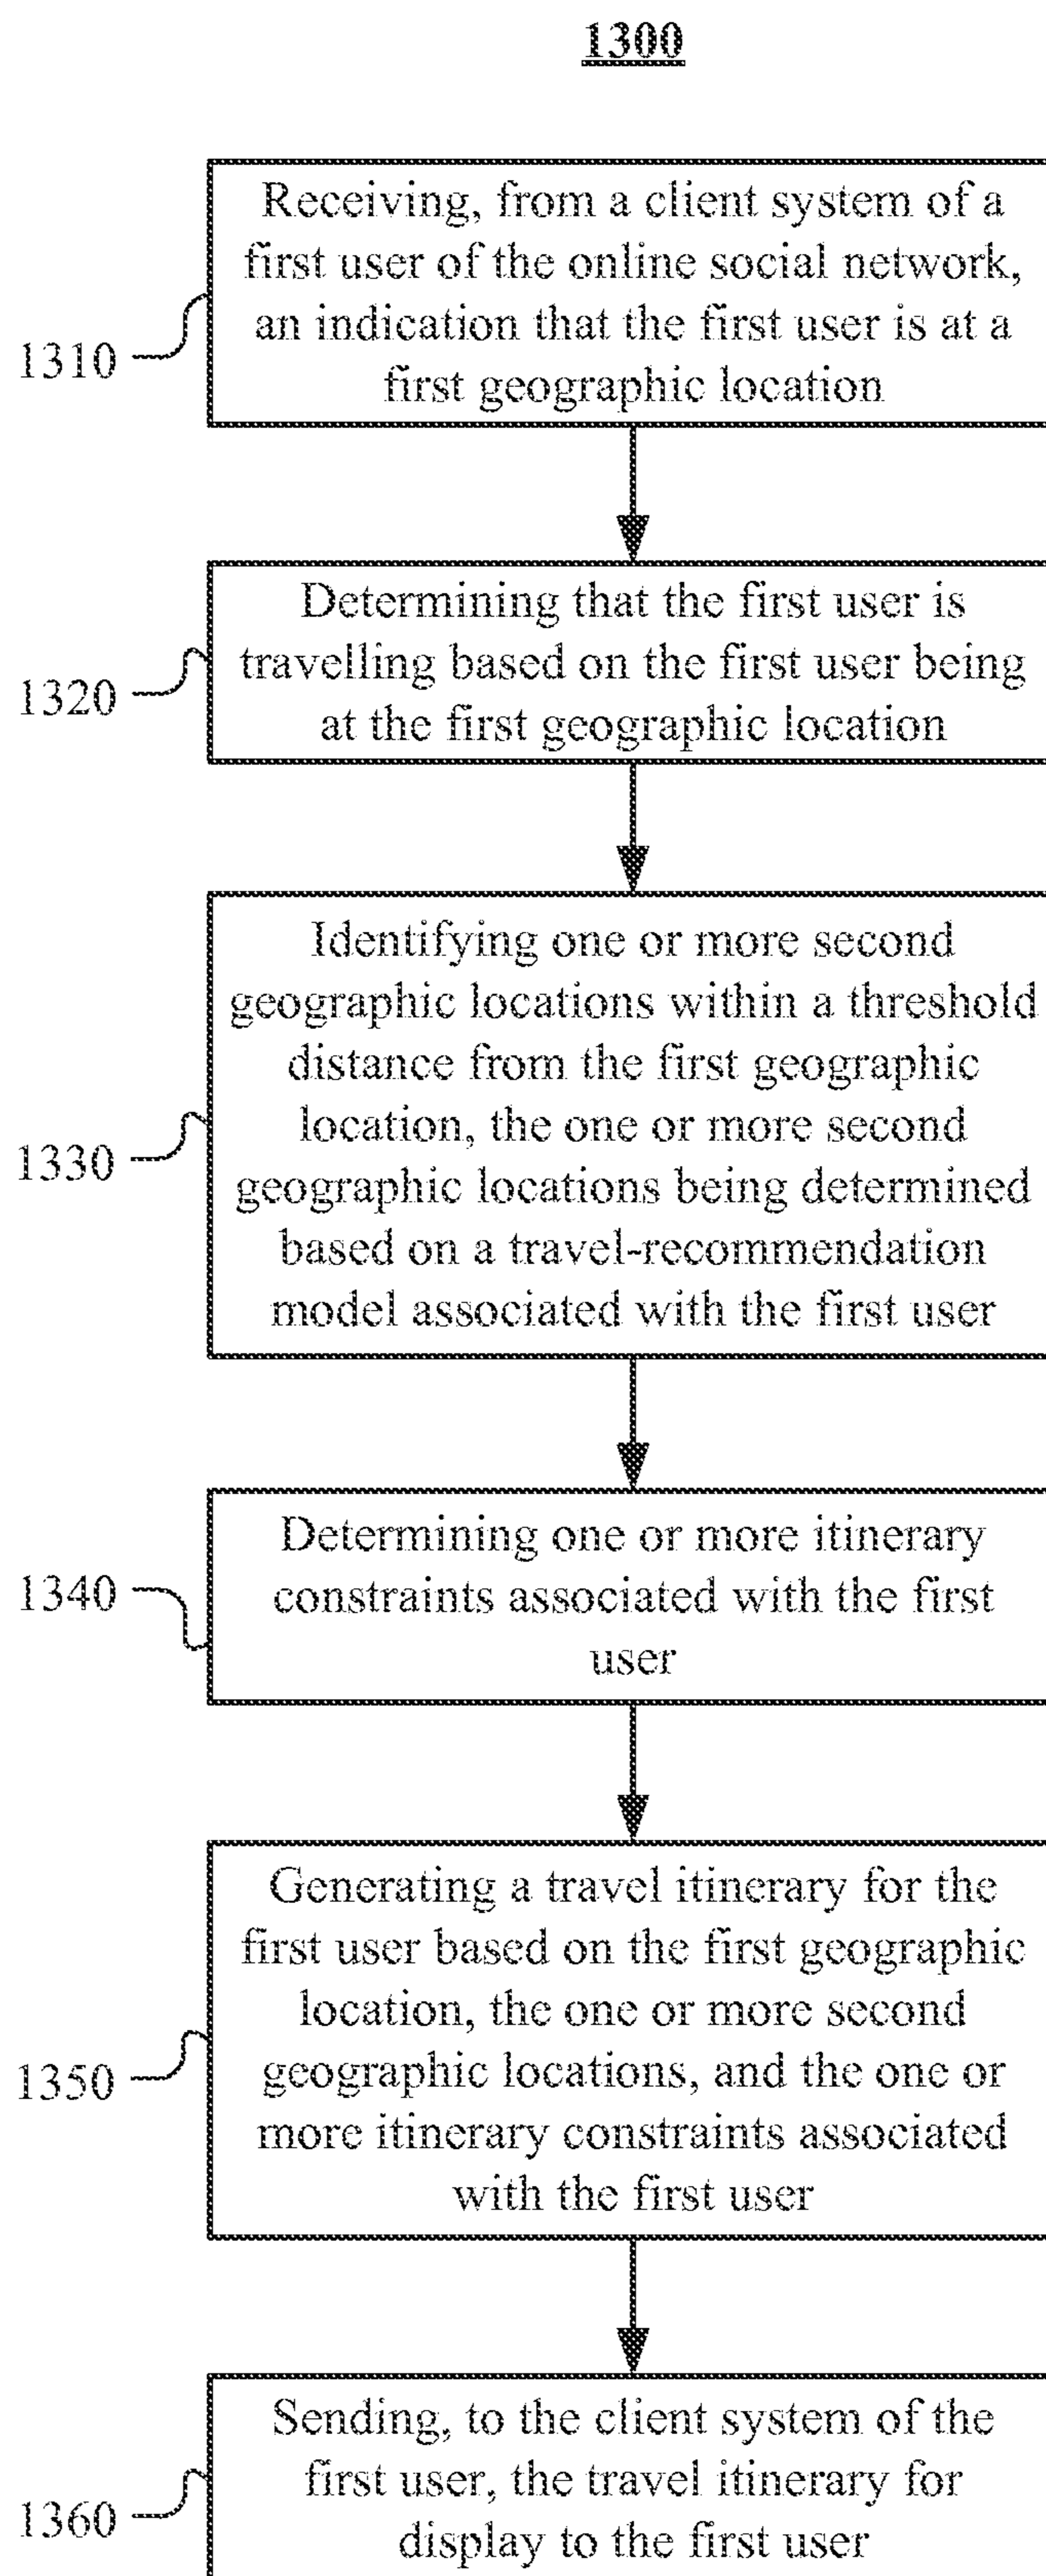 1300
Receiving, from a client system of a
first user of the online social network,
an indication that the first user is at a
first geographic location
1310
Determining that the first user is
travelling based on the first user being
at the first geographic location
1320
Identifying one or more second
geographic locations within a threshold
distance from the first geographic
location, the one or more second
geographic locations being determined
based on a travel-recommendation
model associated with the first user
1330
Determining one or more itinerary
constraints associated with the first
user
1340
Generating a travel itinerary for the
first user based on the first geographic
location, the one or more second
geographic locations, and the one or
more itinerary constraints associated
with the first user
1350
Sending, to the client system of the
first user, the travel itinerary for
display to the first user
1360